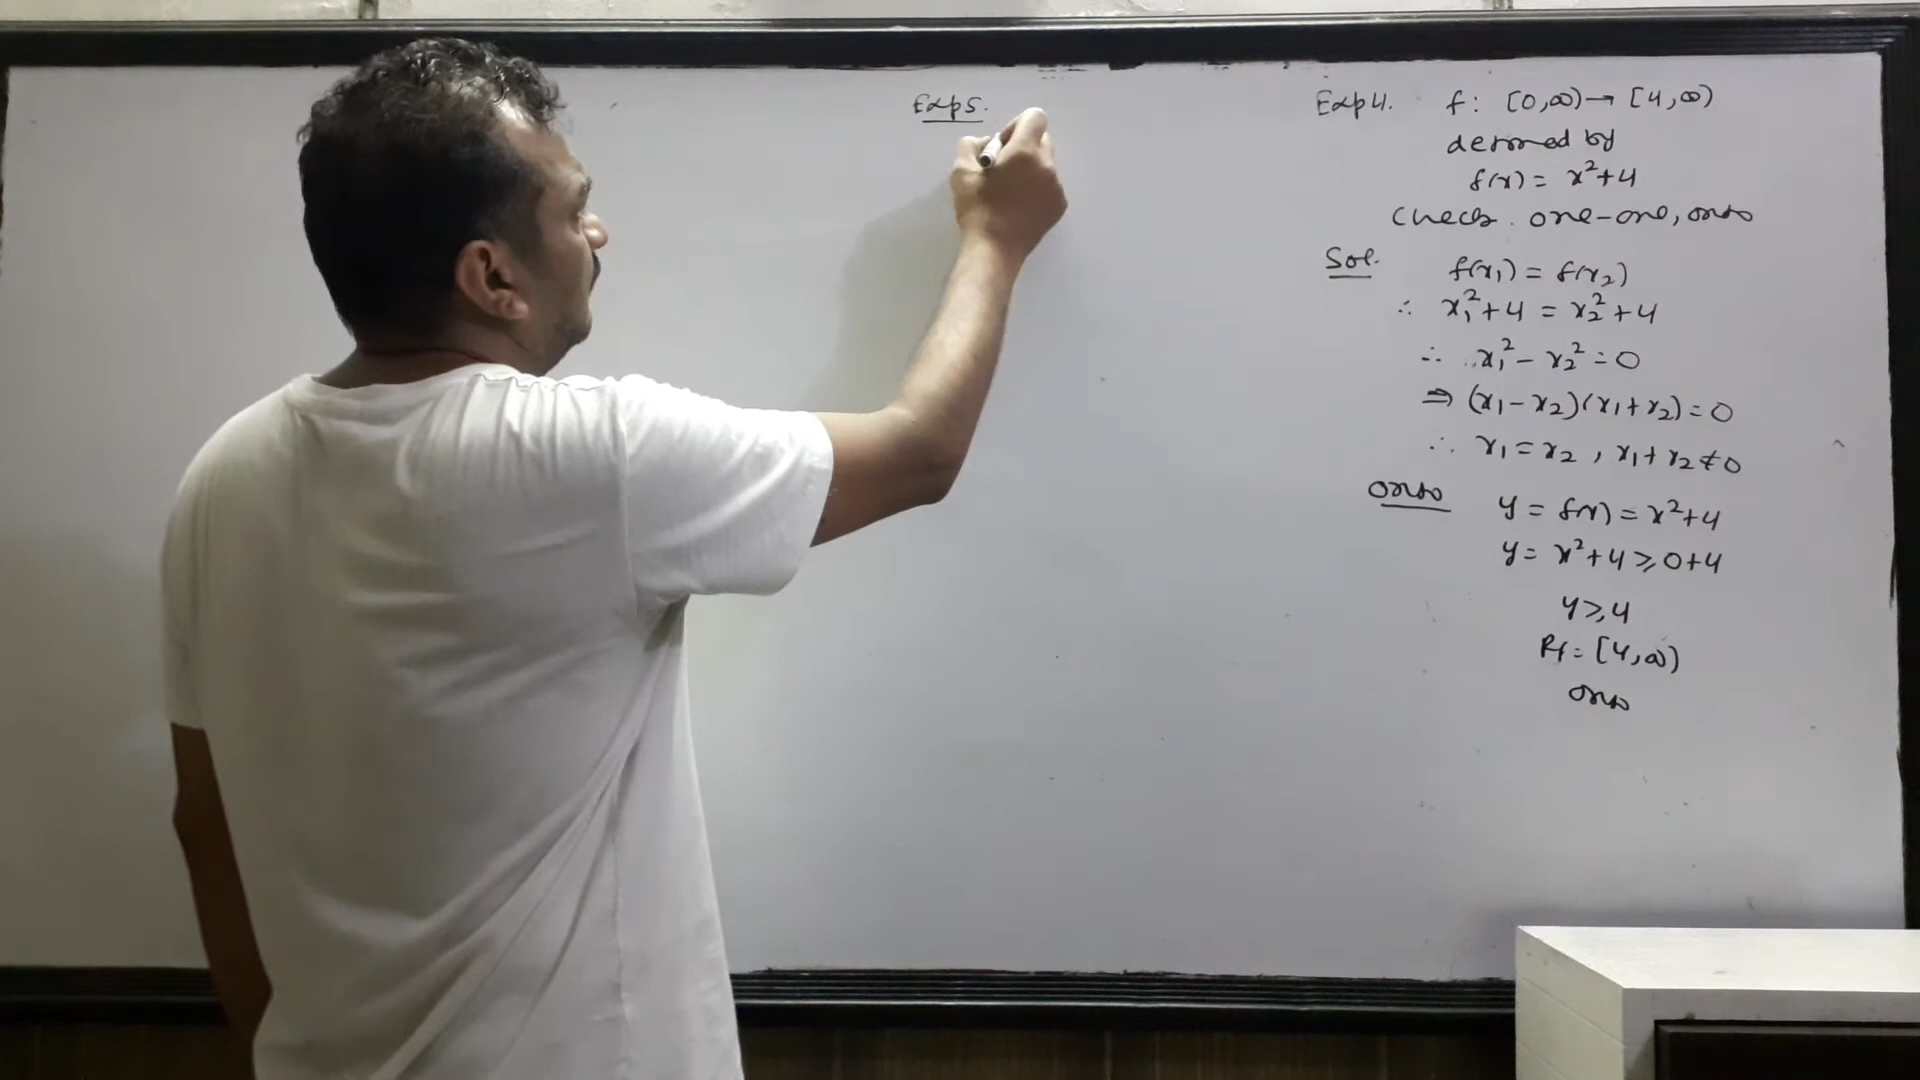 Exp5.
Exp4. f: [0,∞)→ [4,∞)
defined by
f(x) = x²+4
Check. one-one, onto
Sol. f(x₁) = f(x₂)
∴ x₁²+4 = x₂²+4
∴ x₁² - x₂² = 0
⇒ (x₁-x₂)(x₁+x₂) = 0
∴ x₁ = x₂ , x₁+x₂≠0
onto y = f(x) = x²+4
y = x²+4 ≥ 0+4
y ≥ 4
Rf = [4,∞)
onto